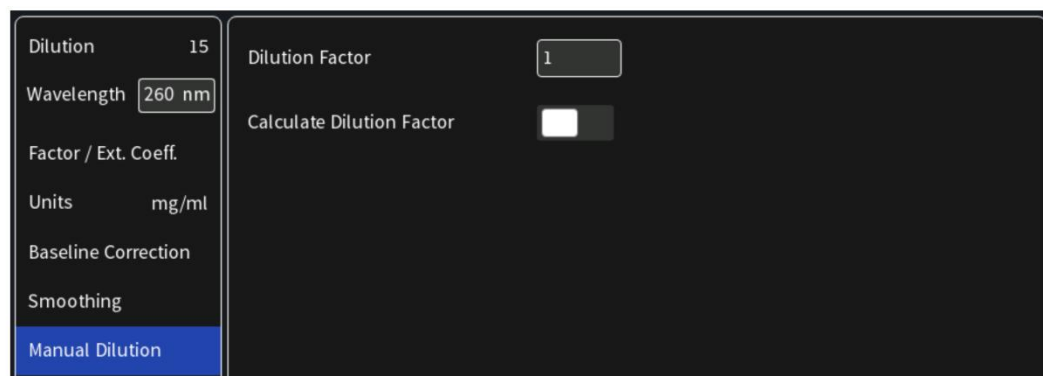 Dilution 15
Wavelength 260 nm
Factor / Ext. Coeff.
Units mg/ml
Baseline Correction
Smoothing
Manual Dilution
Dilution Factor 1
Calculate Dilution Factor